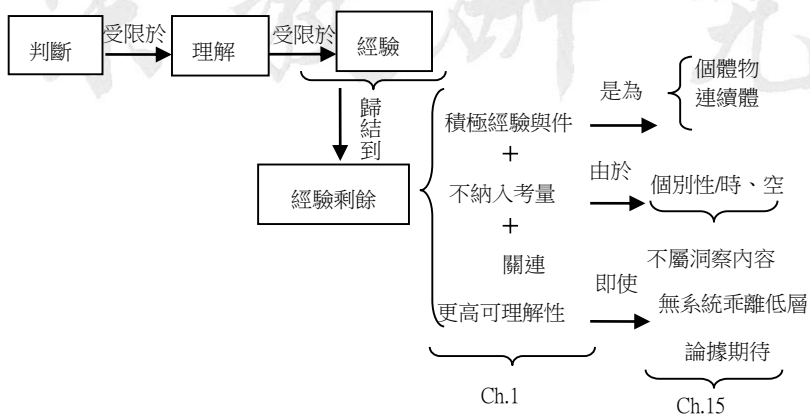 判斷
受限於
理解
受限於
經驗
歸結到
經驗剩餘
積極經驗與件
+
不納入考量
+
關連
更高可理解性
Ch.1
是為
個體物
連續體
由於
個別性/時、空
不屬洞察內容
即使
無系統乖離低層
論據期待
Ch.15